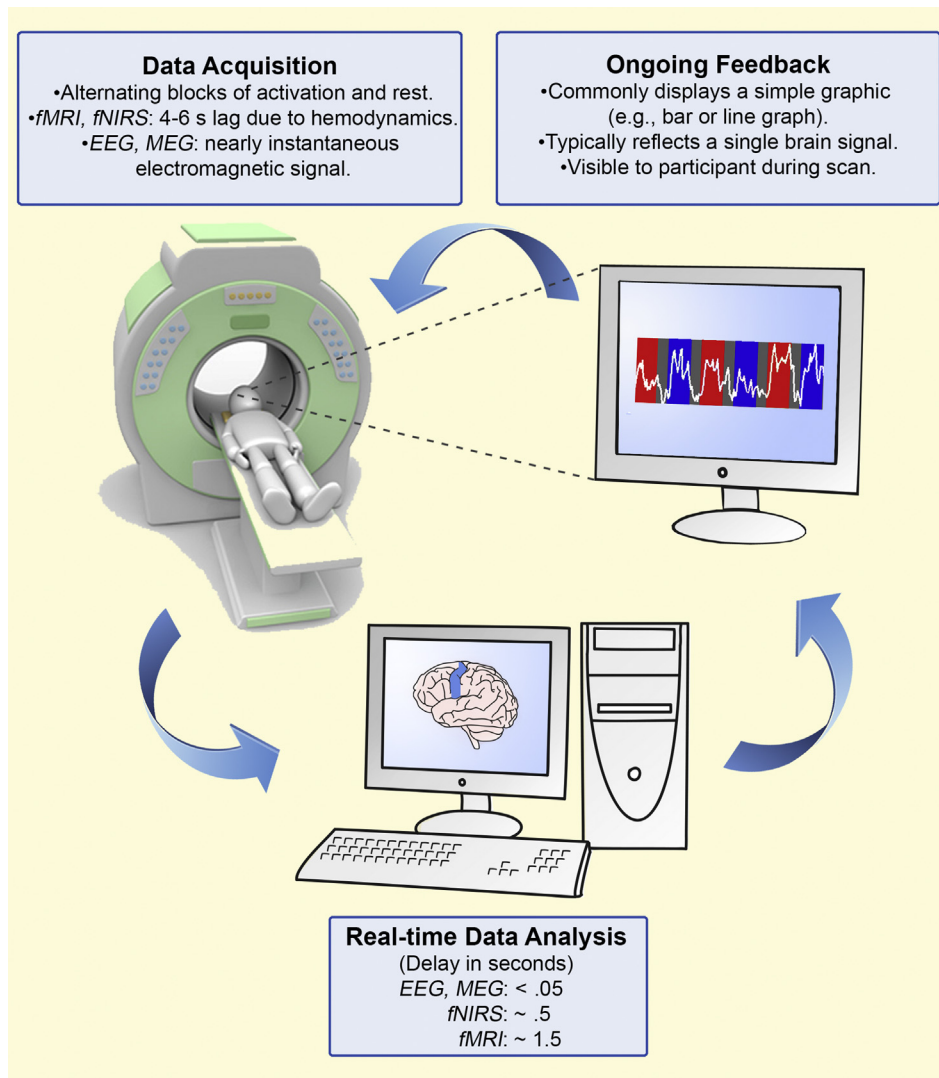 Data Acquisition
•Alternating blocks of activation and rest.
•fMRI, fNIRS: 4-6 s lag due to hemodynamics.
•EEG, MEG: nearly instantaneous
electromagnetic signal.
Ongoing Feedback
•Commonly displays a simple graphic
(e.g., bar or line graph).
•Typically reflects a single brain signal.
•Visible to participant during scan.
Real-time Data Analysis
(Delay in seconds)
EEG, MEG: < .05
fNIRS: ~ .5
fMRI: ~ 1.5